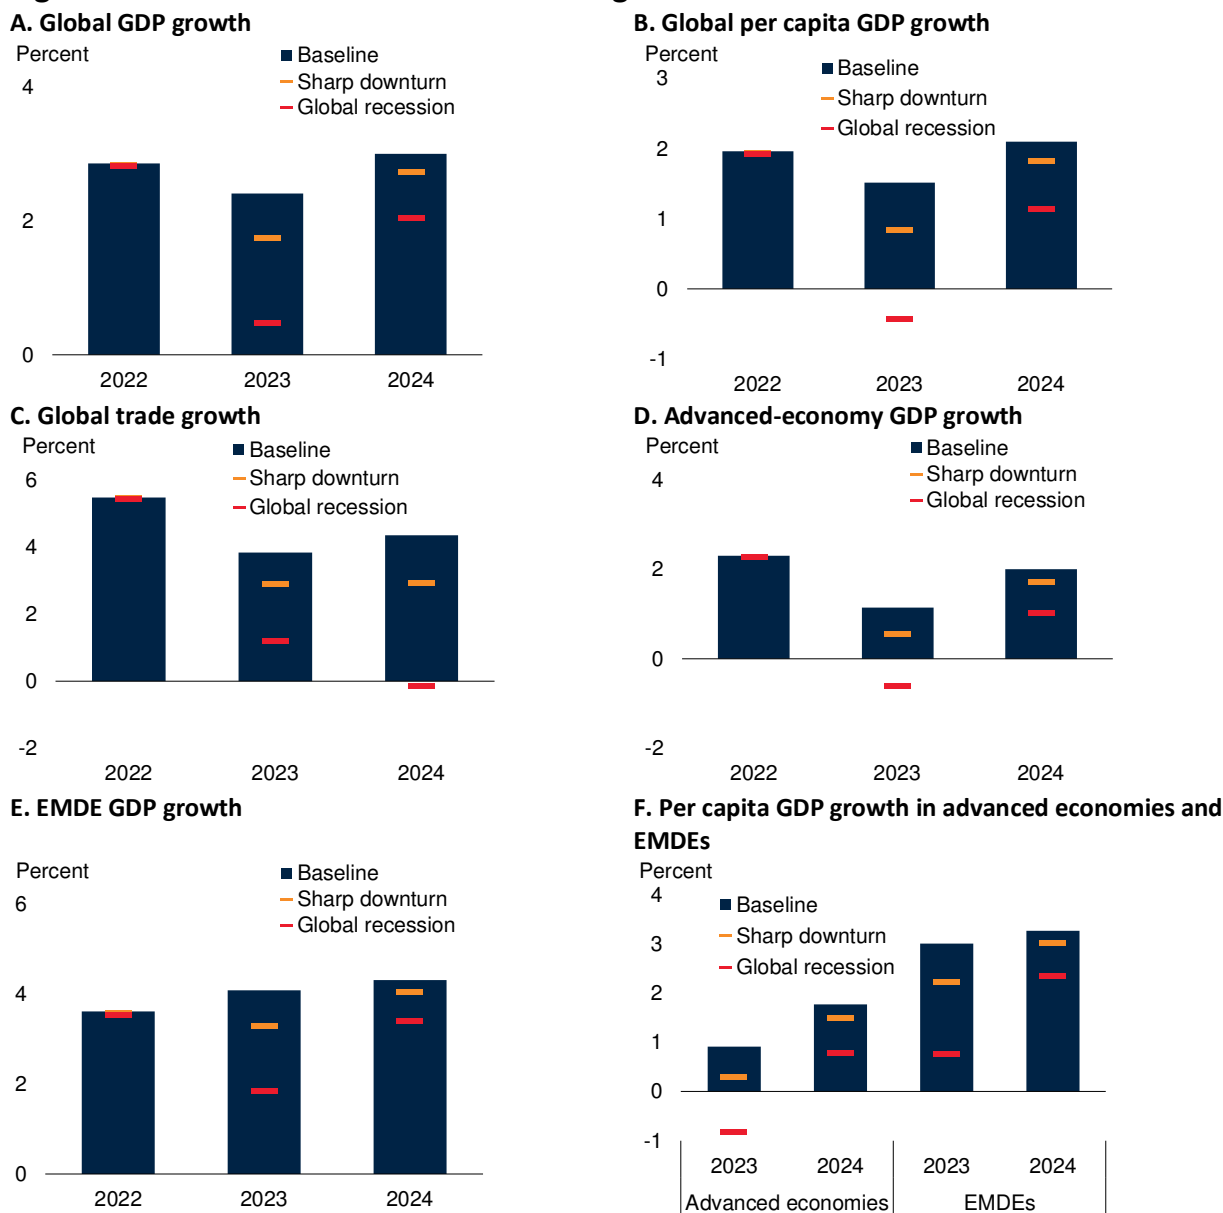 A. Global GDP growth
Percent
Baseline
Sharp downturn
Global recession
4
2
0
2022 2023 2024
B. Global per capita GDP growth
Percent
Baseline
Sharp downturn
Global recession
3
2
1
0
-1
2022 2023 2024
C. Global trade growth
Percent
Baseline
Sharp downturn
Global recession
6
4
2
0
-2
2022 2023 2024
D. Advanced-economy GDP growth
Percent
Baseline
Sharp downturn
Global recession
4
2
0
-2
2022 2023 2024
E. EMDE GDP growth
Percent
Baseline
Sharp downturn
Global recession
6
4
2
0
2022 2023 2024
F. Per capita GDP growth in advanced economies and
EMDEs
Percent
Baseline
Sharp downturn
Global recession
4
3
2
1
0
-1
2023 2024 2023 2024
Advanced economies EMDEs